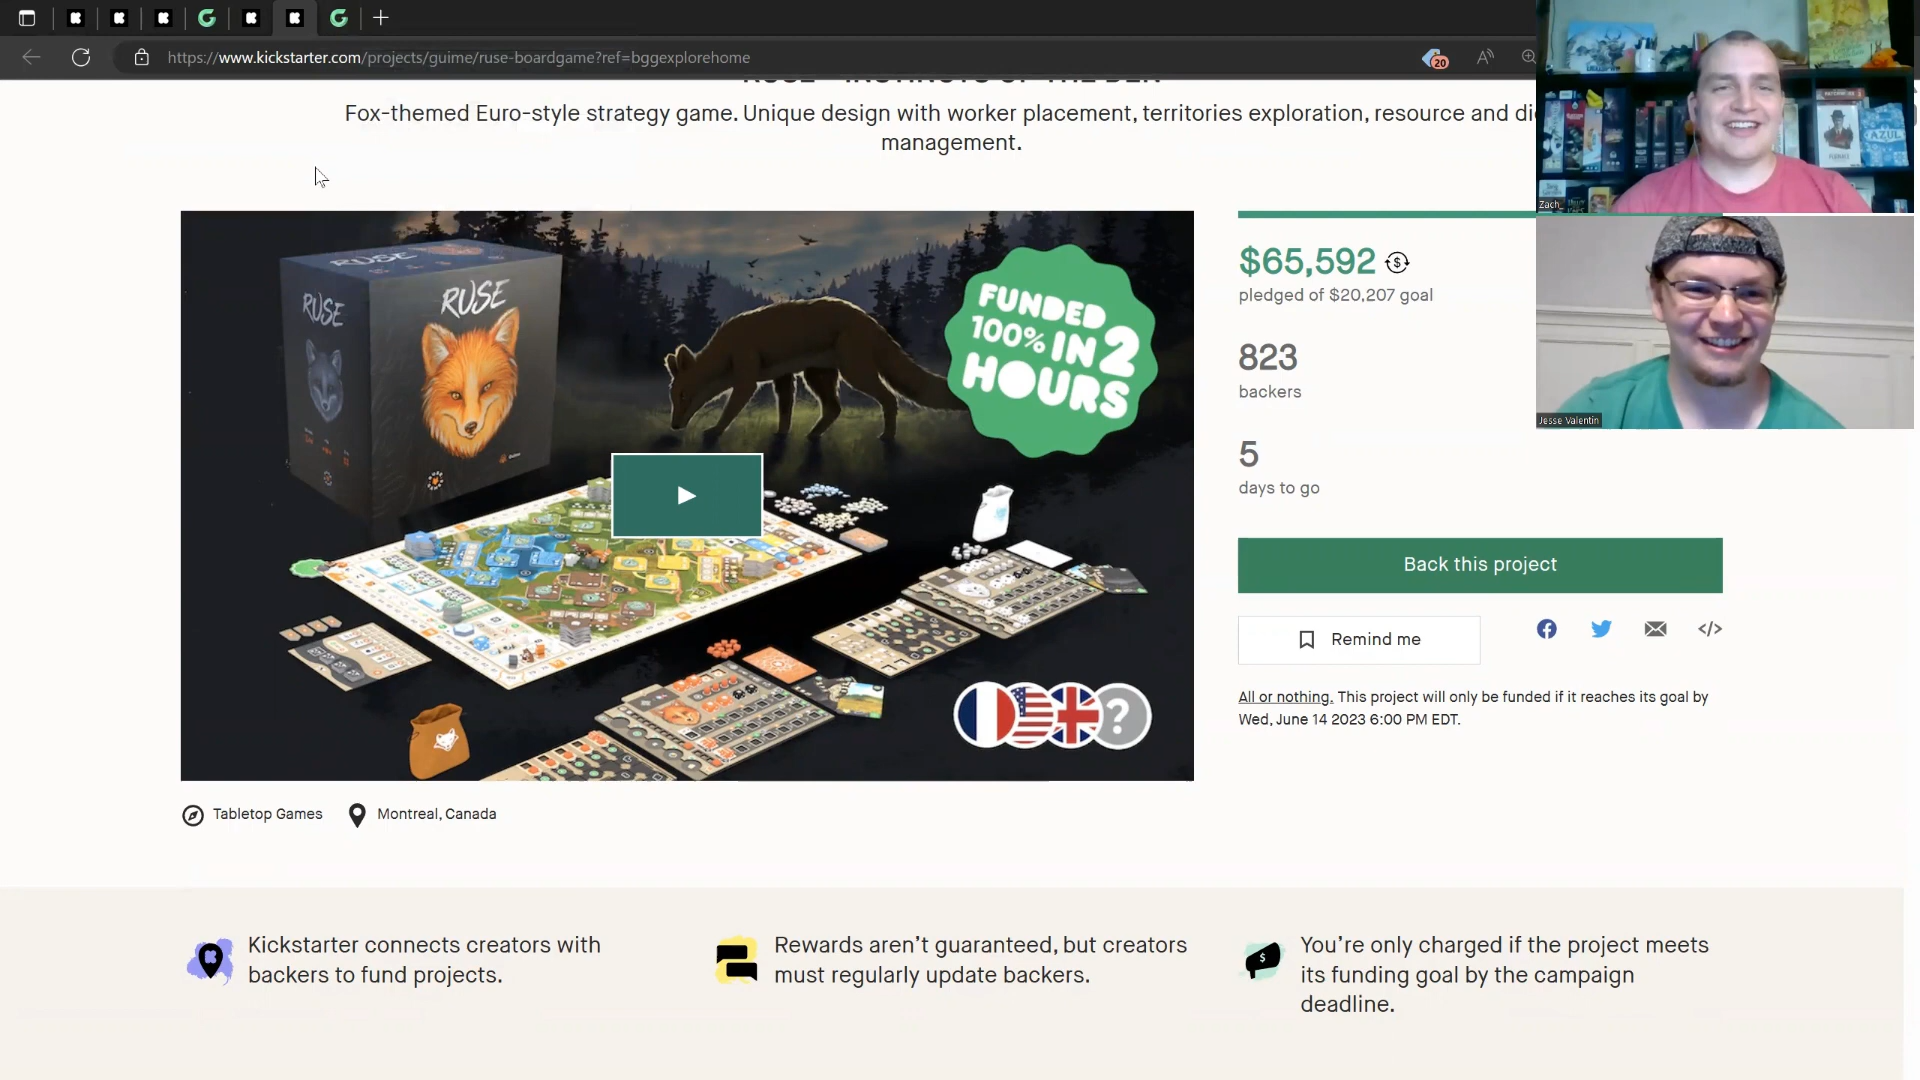 20
https://www.kickstarter.com/projects/guime/ruse-boardgame?ref=bggexplorehome
Fox-themed Euro-style strategy game. Unique design with worker placement, territories exploration, resource and di
management.
RUSE
RUSE
RUSE
FUNDED
100% IN 2
HOURS
?
$65,592
pledged of $20,207 goal
823
backers
5
days to go
Back this project
Remind me
All or nothing. This project will only be funded if it reaches its goal by
Wed, June 14 2023 6:00 PM EDT.
Zach_
AZUL
Jesse Valentin
Tabletop Games
Montreal, Canada
Kickstarter connects creators with
backers to fund projects.
Rewards aren't guaranteed, but creators
must regularly update backers.
You're only charged if the project meets
its funding goal by the campaign
deadline.